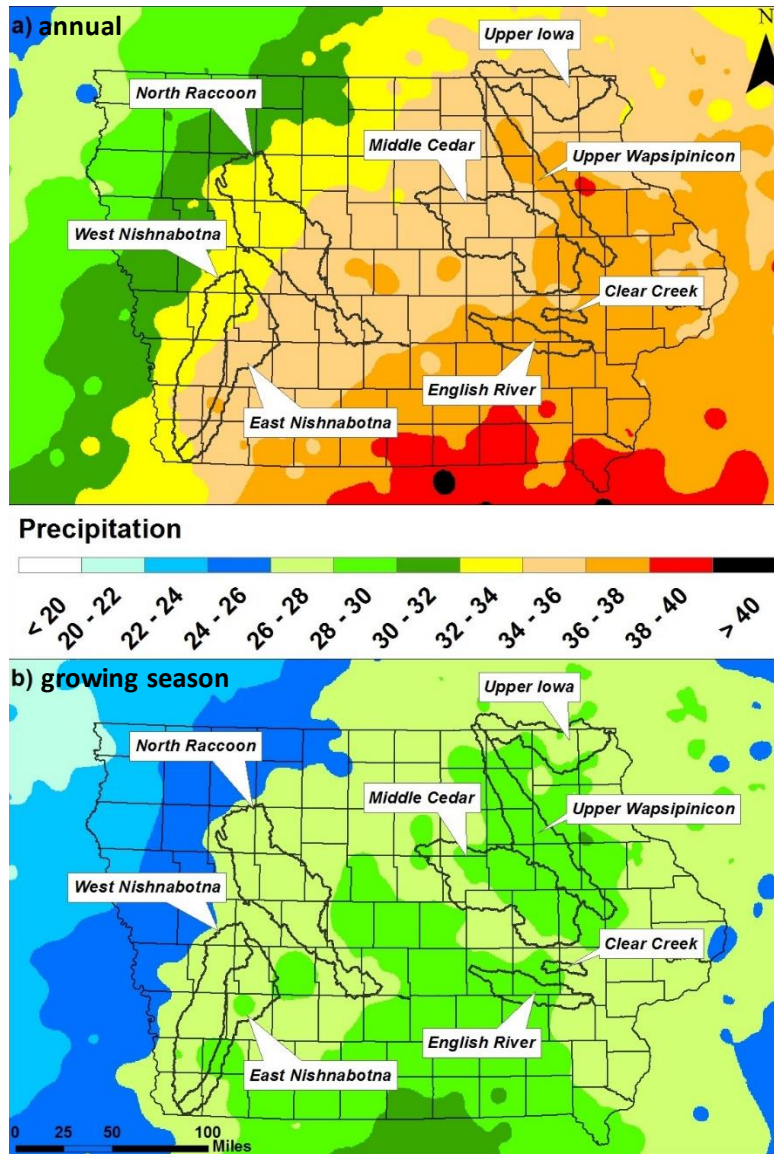 a) annual
N
Upper Iowa
North Raccoon
Middle Cedar
Upper Wapsipinicon
West Nishnabotna
Clear Creek
English River
East Nishnabotna
Precipitation
< 20
20 - 22
22 - 24
24 - 26
26 - 28
28 - 30
30 - 32
32 - 34
34 - 36
36 - 38
38 - 40
> 40
b) growing season
Upper Iowa
North Raccoon
Middle Cedar
Upper Wapsipinicon
West Nishnabotna
Clear Creek
English River
East Nishnabotna
0 25 50 100
Miles